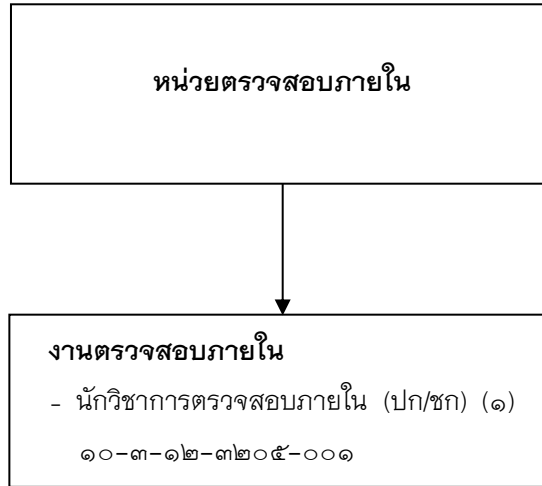 หน่วยตรวจสอบภายใน
งานตรวจสอบภายใน
- นักวิชาการตรวจสอบภายใน (ปก/ชก) (๑)
๑๐-๓-๑๒-๓๒๐๕-๐๐๑